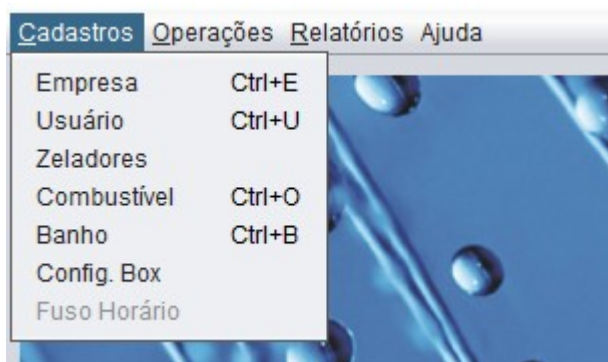 Cadastros Operações Relatórios Ajuda
Empresa Ctrl+E
Usuário Ctrl+U
Zeladores
Combustível Ctrl+O
Banho Ctrl+B
Config. Box
Fuso Horário